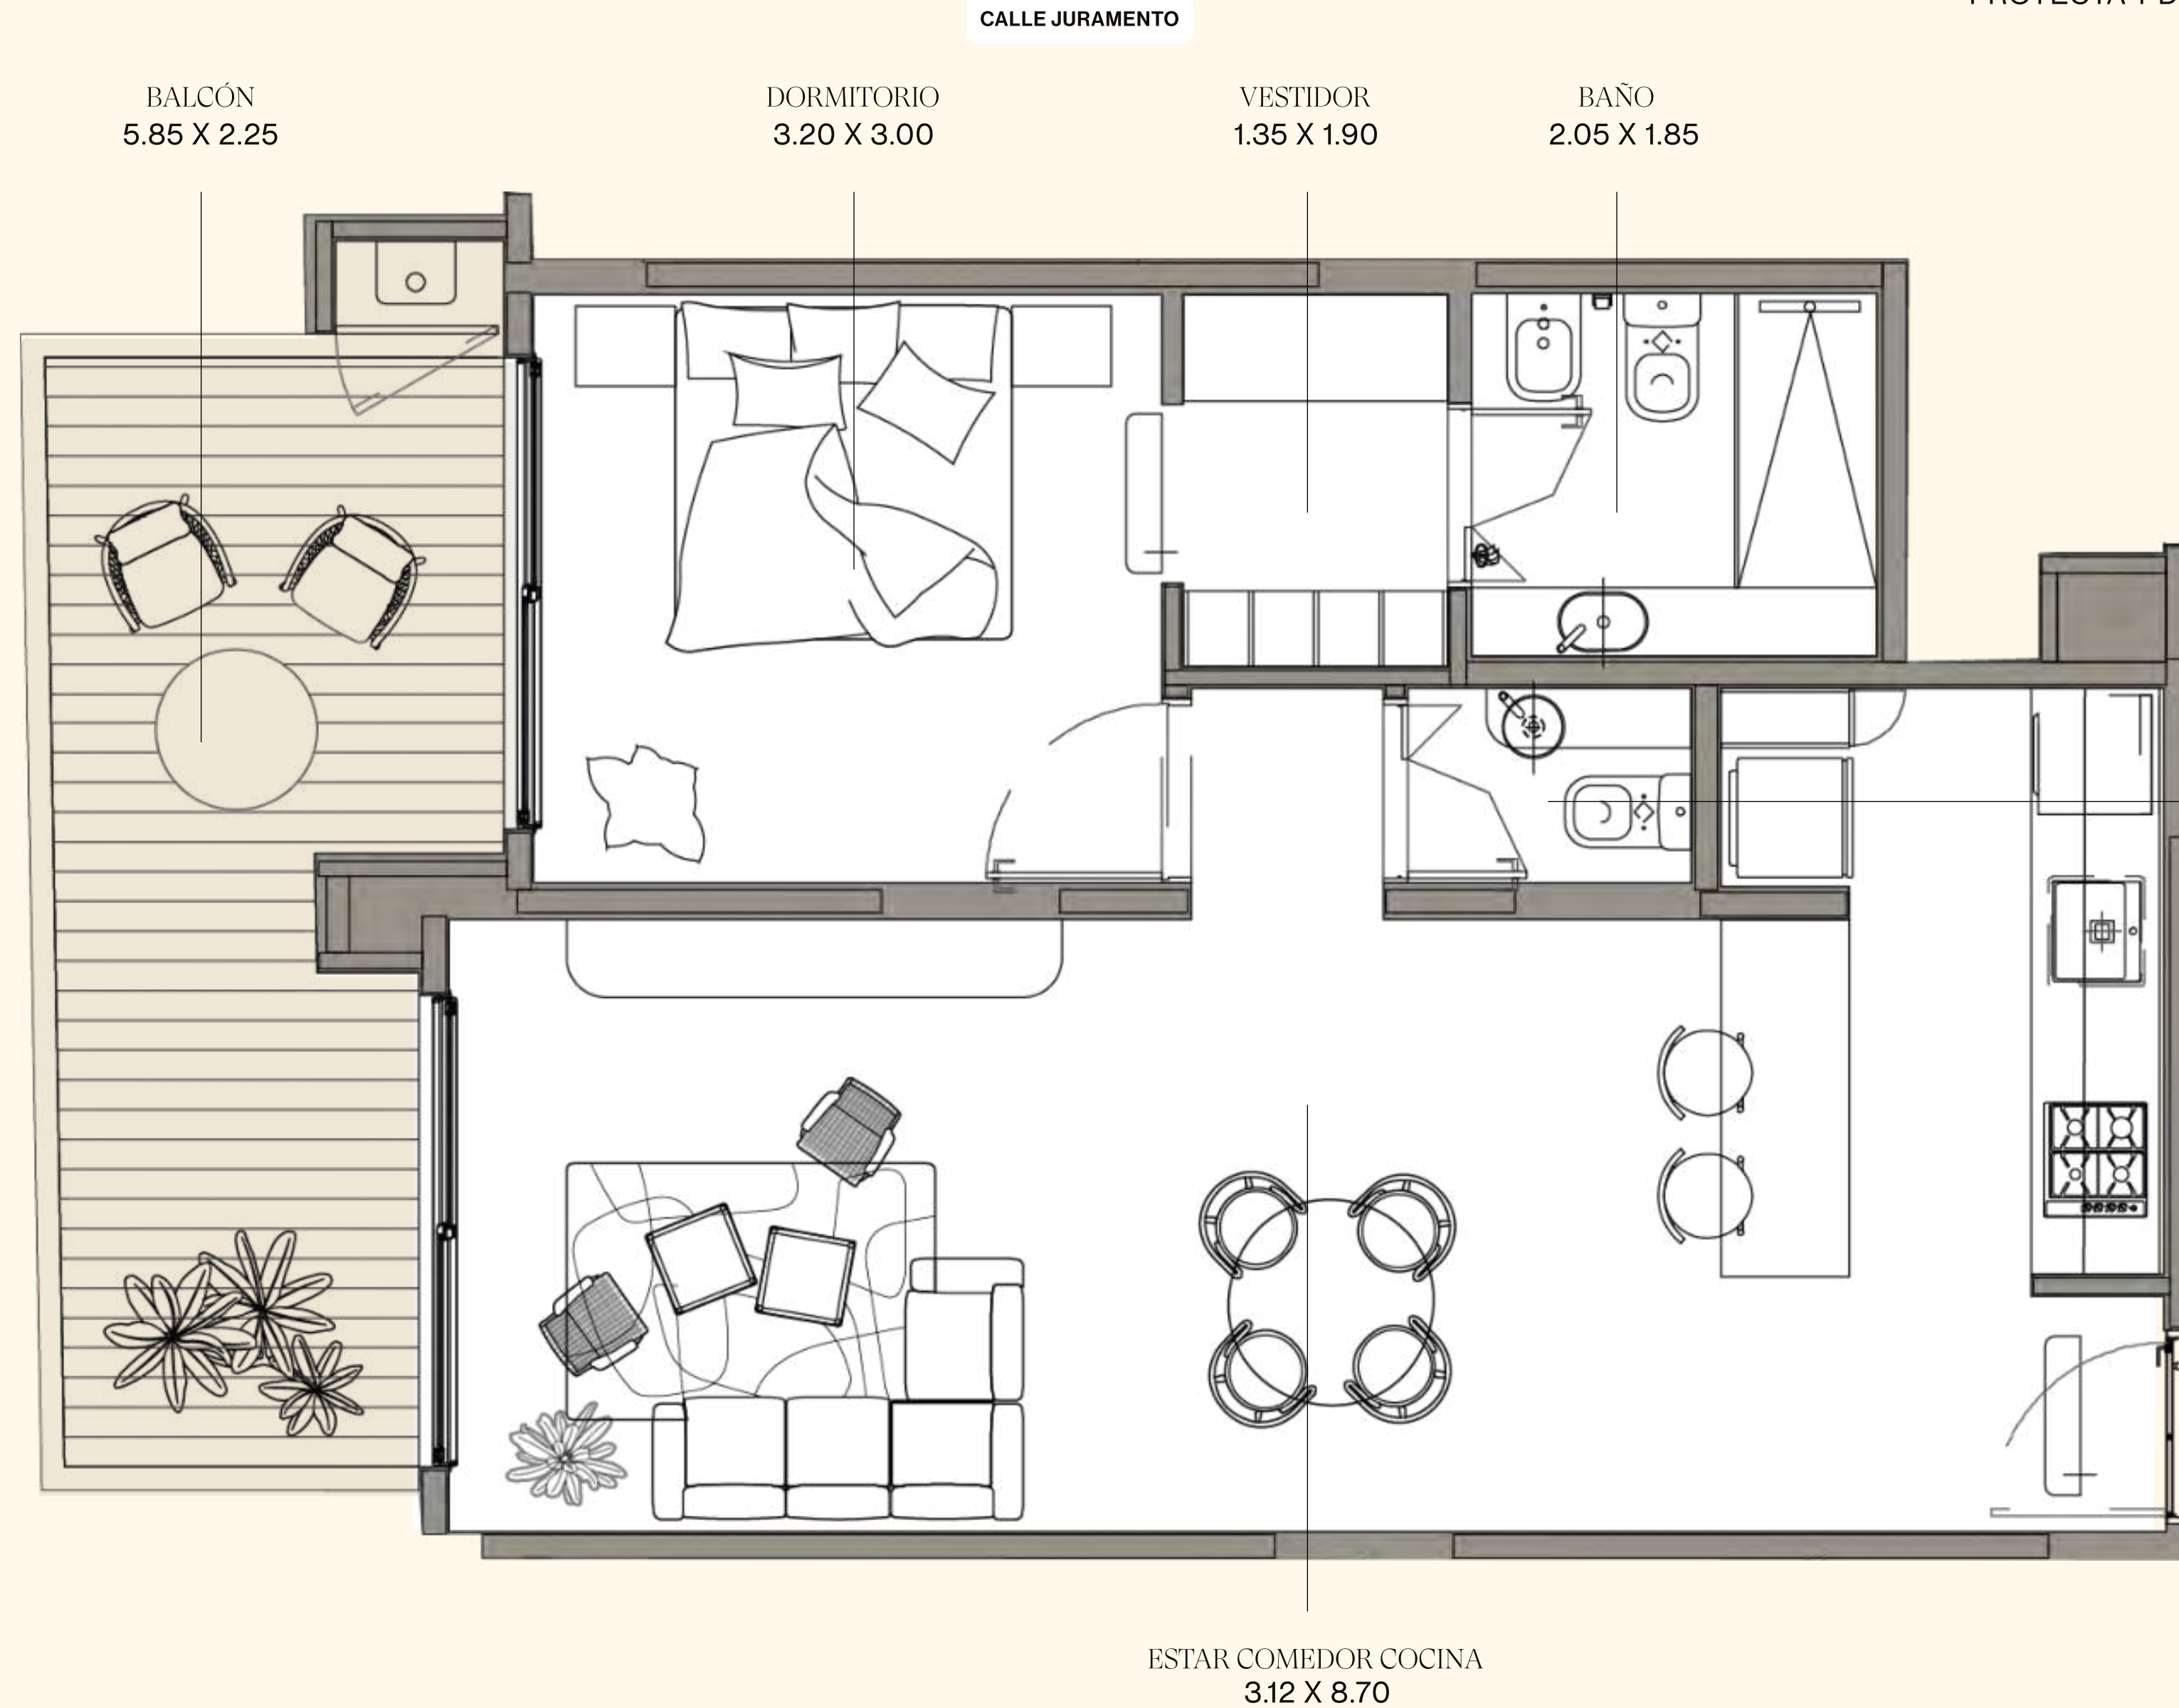 CALLE JURAMENTO
BALCÓN
5.85 X 2.25
DORMITORIO
3.20 X 3.00
VESTIDOR
1.35 X 1.90
BAÑO
2.05 X 1.85
ESTAR COMEDOR COCINA
3.12 X 8.70